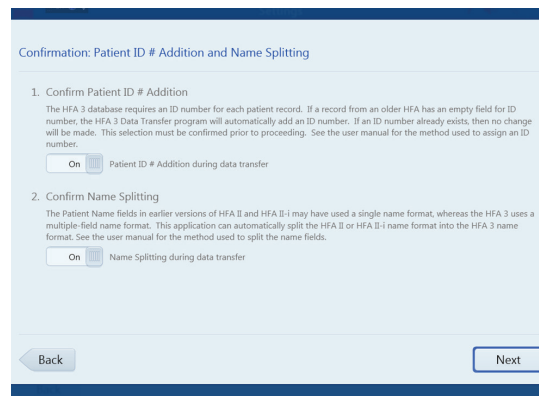 Confirmation: Patient ID # Addition and Name Splitting
1. Confirm Patient ID # Addition
The HFA 3 database requires an ID number for each patient record. If a record from an older HFA has an empty field for ID
number, the HFA 3 Data Transfer program will automatically add an ID number. If an ID number already exists, then no change
will be made. This selection must be confirmed prior to proceeding. See the user manual for the method used to assign an ID
number.
On Patient ID # Addition during data transfer
2. Confirm Name Splitting
The Patient Name fields in earlier versions of HFA II and HFA II-i may have used a single name format, whereas the HFA 3 uses a
multiple-field name format. This application can automatically split the HFA II or HFA II-i name format into the HFA 3 name
format. See the user manual for the method used to split the name fields.
On Name Splitting during data transfer
Back Next